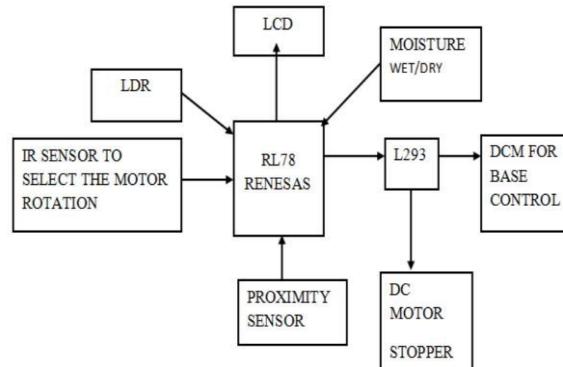 LCD
MOISTURE
WET/DRY
LDR
IR SENSOR TO
SELECT THE MOTOR
ROTATION
RL78
RENESAS
L293
DCM FOR
BASE
CONTROL
PROXIMITY
SENSOR
DC
MOTOR
STOPPER